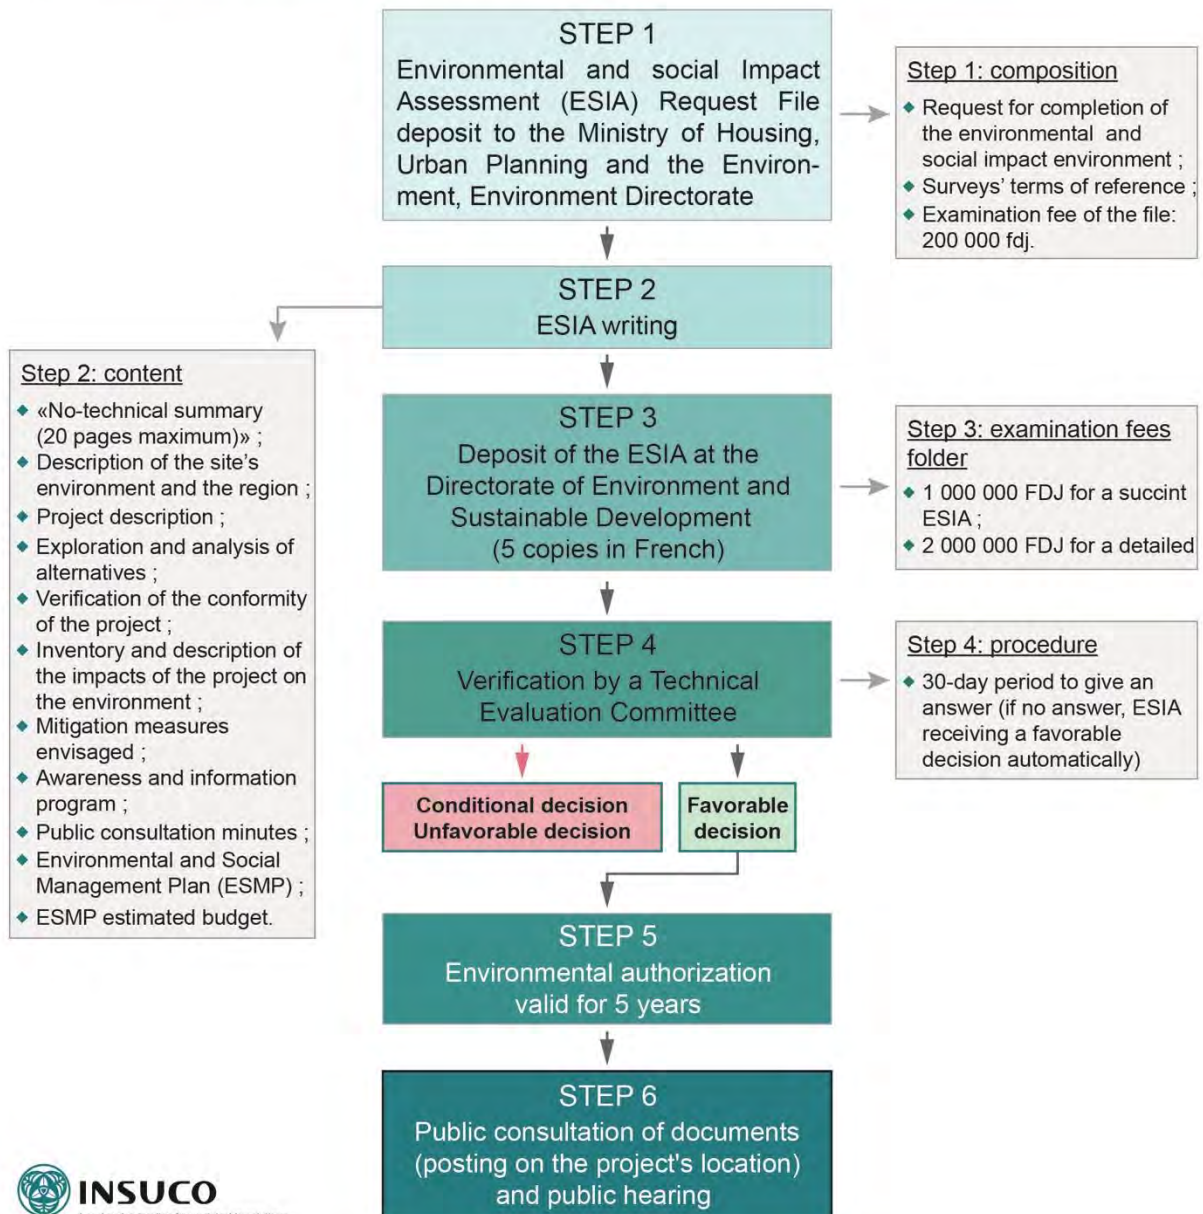 STEP 1
Environmental and social Impact
Assessment (ESIA) Request File
deposit to the Ministry of Housing,
Urban Planning and the Environ-
ment, Environment Directorate
Step 1: composition
Request for completion of
the environmental and
social impact environment ;
Surveys' terms of reference ;
Examination fee of the file:
200 000 fdj.
STEP 2
ESIA writing
Step 2: content
«No-technical summary
(20 pages maximum)» ;
Description of the site's
environment and the region ;
Project description ;
Exploration and analysis of
alternatives ;
Verification of the conformity
of the project ;
Inventory and description of
the impacts of the project on
the environment ;
Mitigation measures
envisaged ;
Awareness and information
program ;
Public consultation minutes ;
Environmental and Social
Management Plan (ESMP) ;
ESMP estimated budget.
STEP 3
Deposit of the ESIA at the
Directorate of Environment and
Sustainable Development
(5 copies in French)
Step 3: examination fees
folder
1 000 000 FDJ for a succint
ESIA ;
2 000 000 FDJ for a detailed
STEP 4
Verification by a Technical
Evaluation Committee
Step 4: procedure
30-day period to give an
answer (if no answer, ESIA
receiving a favorable
decision automatically)
Conditional decision
Unfavorable decision
Favorable
decision
STEP 5
Environmental authorization
valid for 5 years
STEP 6
Public consultation of documents
(posting on the project's location)
and public hearing
INSUCO